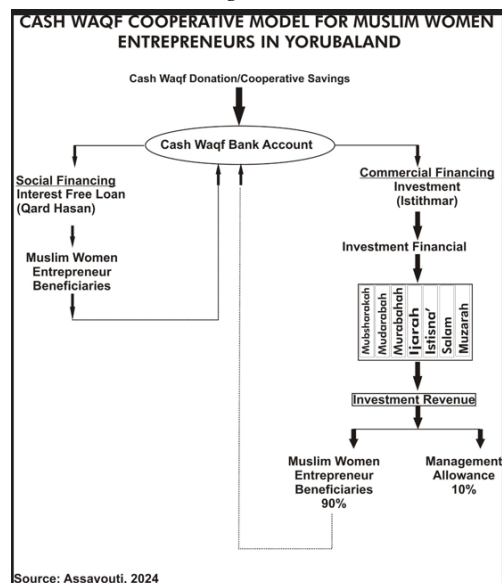 CASH WAQF COOPERATIVE MODEL FOR MUSLIM WOMEN
ENTREPRENEURS IN YORUBALAND
Cash Waqf Donation/Cooperative Savings
Cash Waqf Bank Account
Social Financing
Interest Free Loan
(Qard Hasan)
Muslim Women
Entrepreneur
Beneficiaries
Commercial Financing
Investment
(Istithmar)
Investment Financial
Mubsharakah
Mudarabah
Murabahah
Ijarah
Istisna'
Salam
Muzarah
Investment Revenue
Muslim Women
Entrepreneur
Beneficiaries
90%
Management
Allowance
10%
Source: Assayouti, 2024